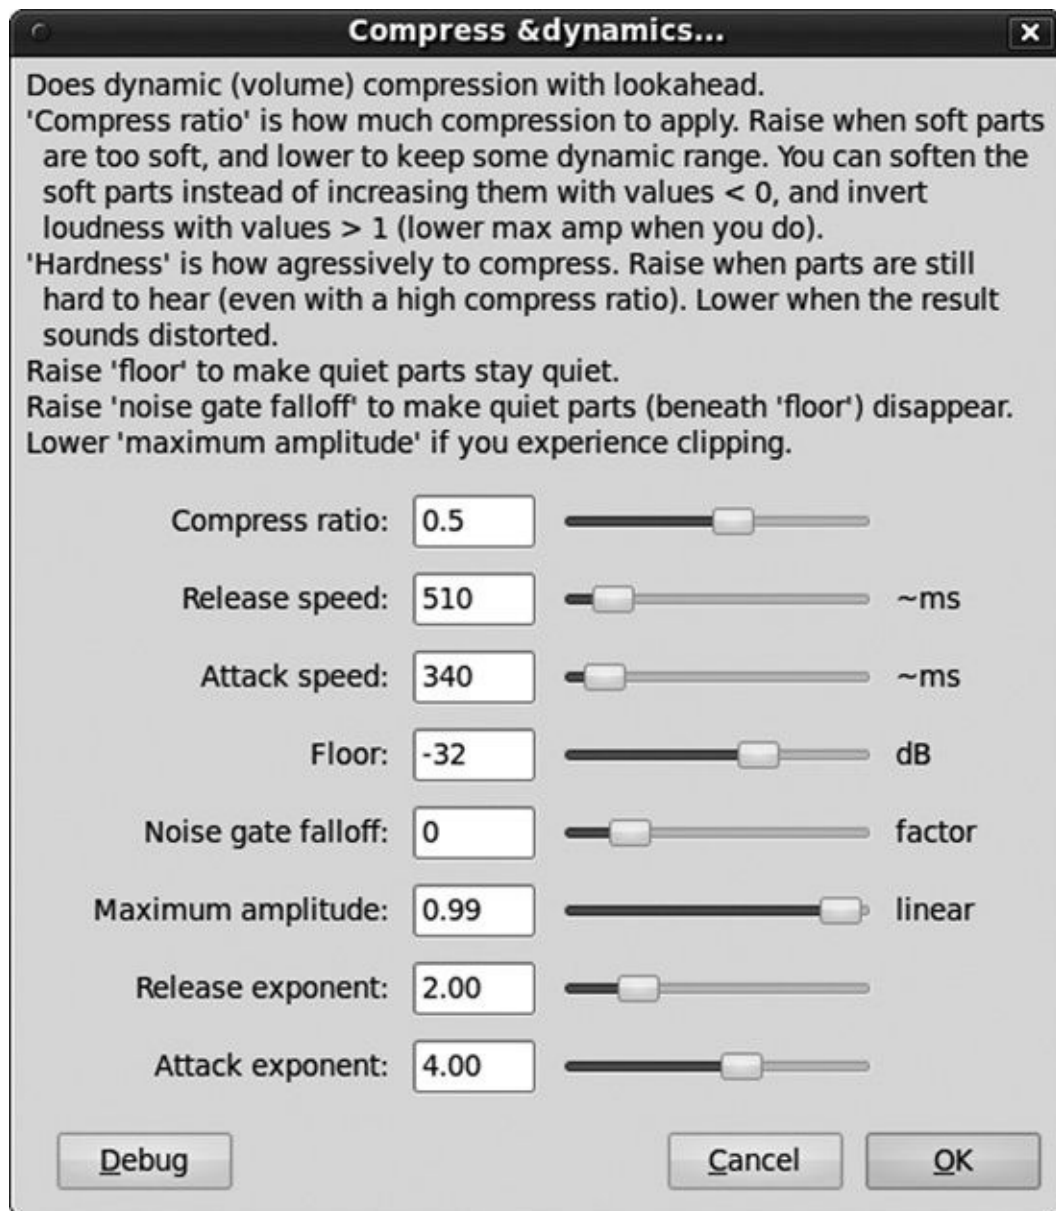 Compress &dynamics...
Does dynamic (volume) compression with lookahead.
'Compress ratio' is how much compression to apply. Raise when soft parts
are too soft, and lower to keep some dynamic range. You can soften the
soft parts instead of increasing them with values < 0, and invert
loudness with values > 1 (lower max amp when you do).
'Hardness' is how agressively to compress. Raise when parts are still
hard to hear (even with a high compress ratio). Lower when the result
sounds distorted.
Raise 'floor' to make quiet parts stay quiet.
Raise 'noise gate falloff' to make quiet parts (beneath 'floor') disappear.
Lower 'maximum amplitude' if you experience clipping.
Compress ratio: 0.5
Release speed: 510 ~ms
Attack speed: 340 ~ms
Floor: -32 dB
Noise gate falloff: 0 factor
Maximum amplitude: 0.99 linear
Release exponent: 2.00
Attack exponent: 4.00
Debug Cancel OK